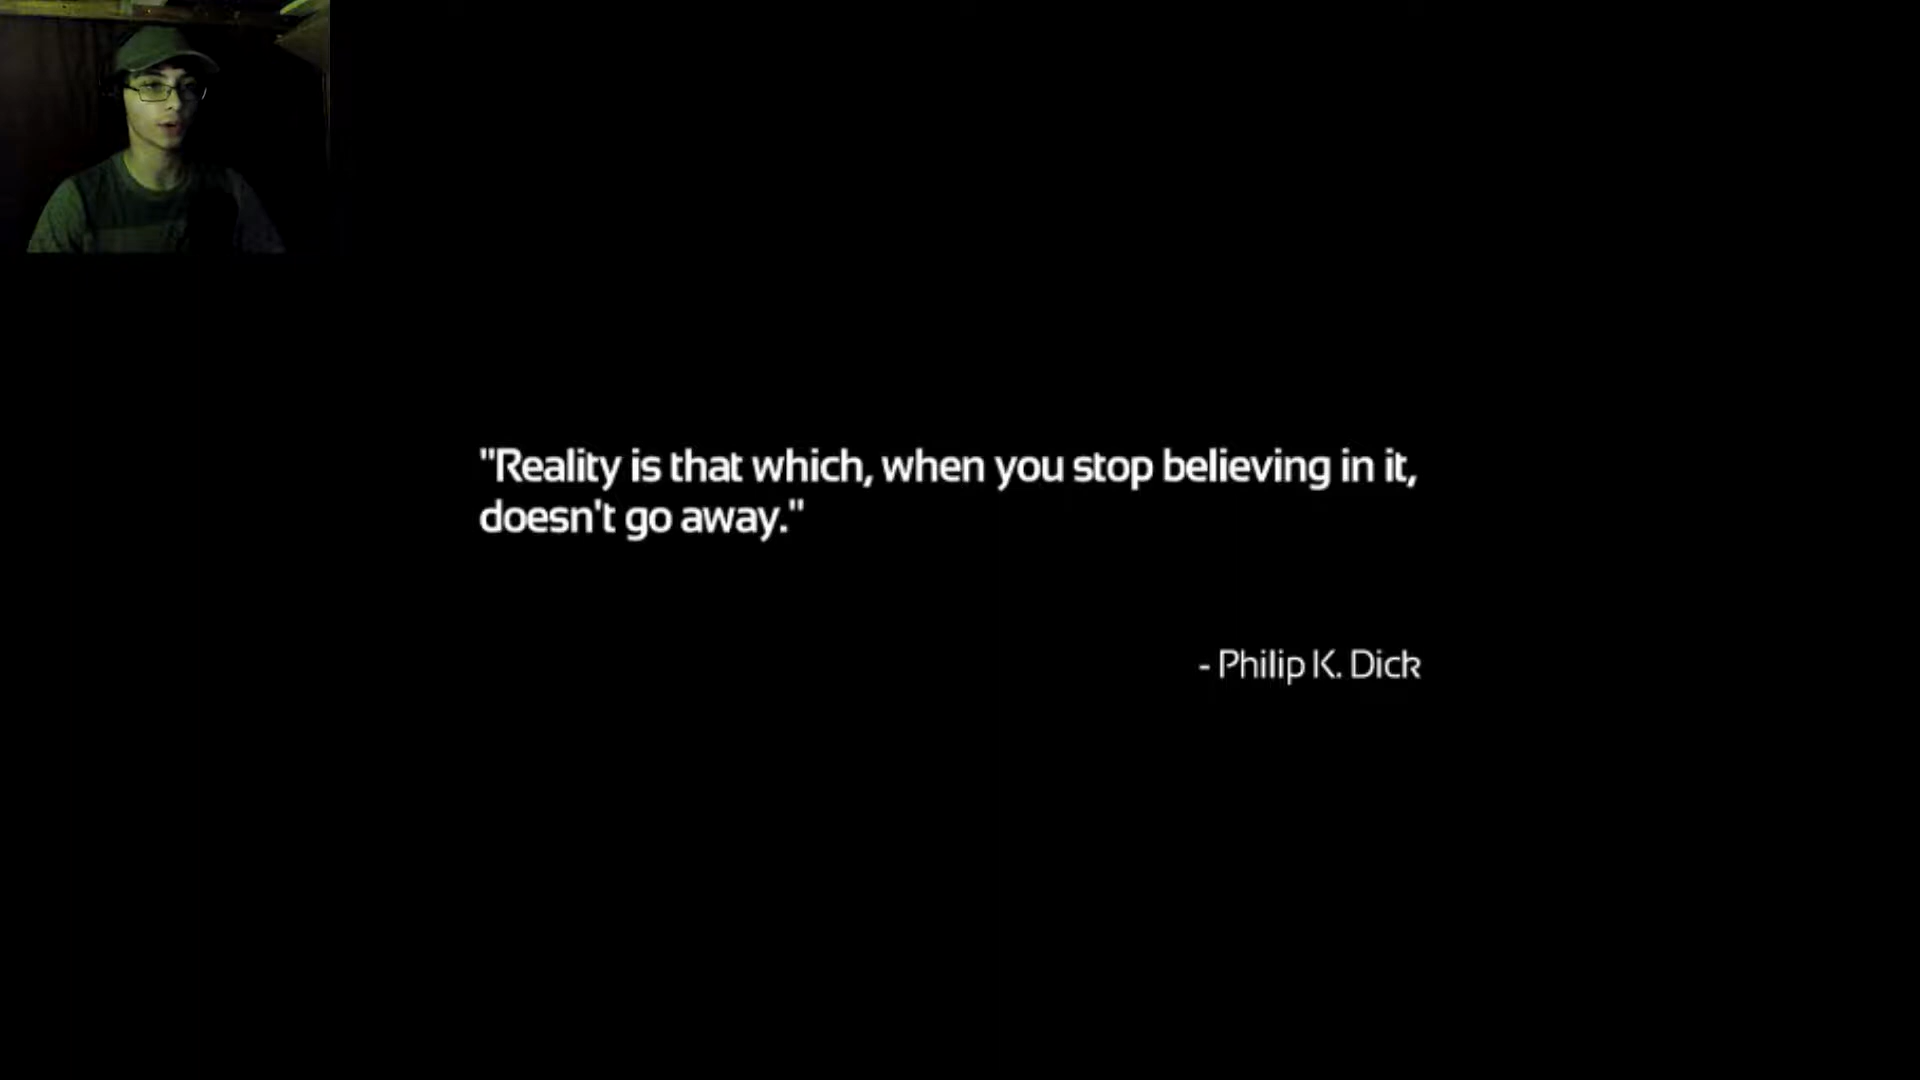 "Reality is that which, when you stop believing in it,
doesn't go away."
- Philip K. Dick